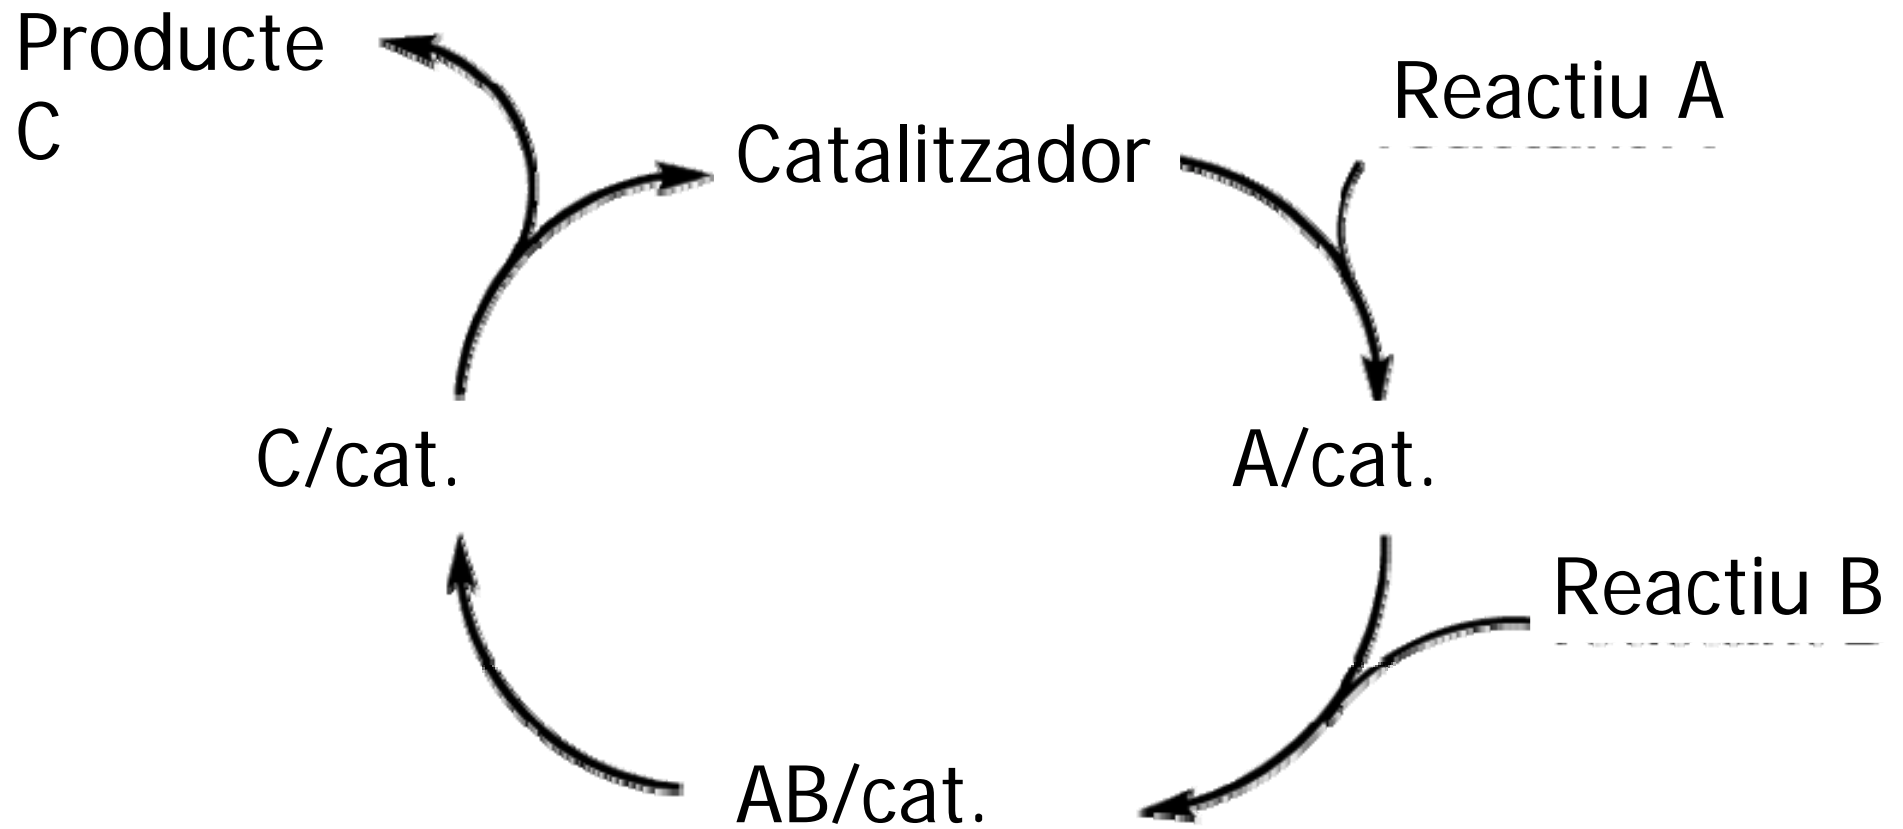 Producte
C
Catalitzador
Reactiu A
C/cat.
A/cat.
Reactiu B
AB/cat.